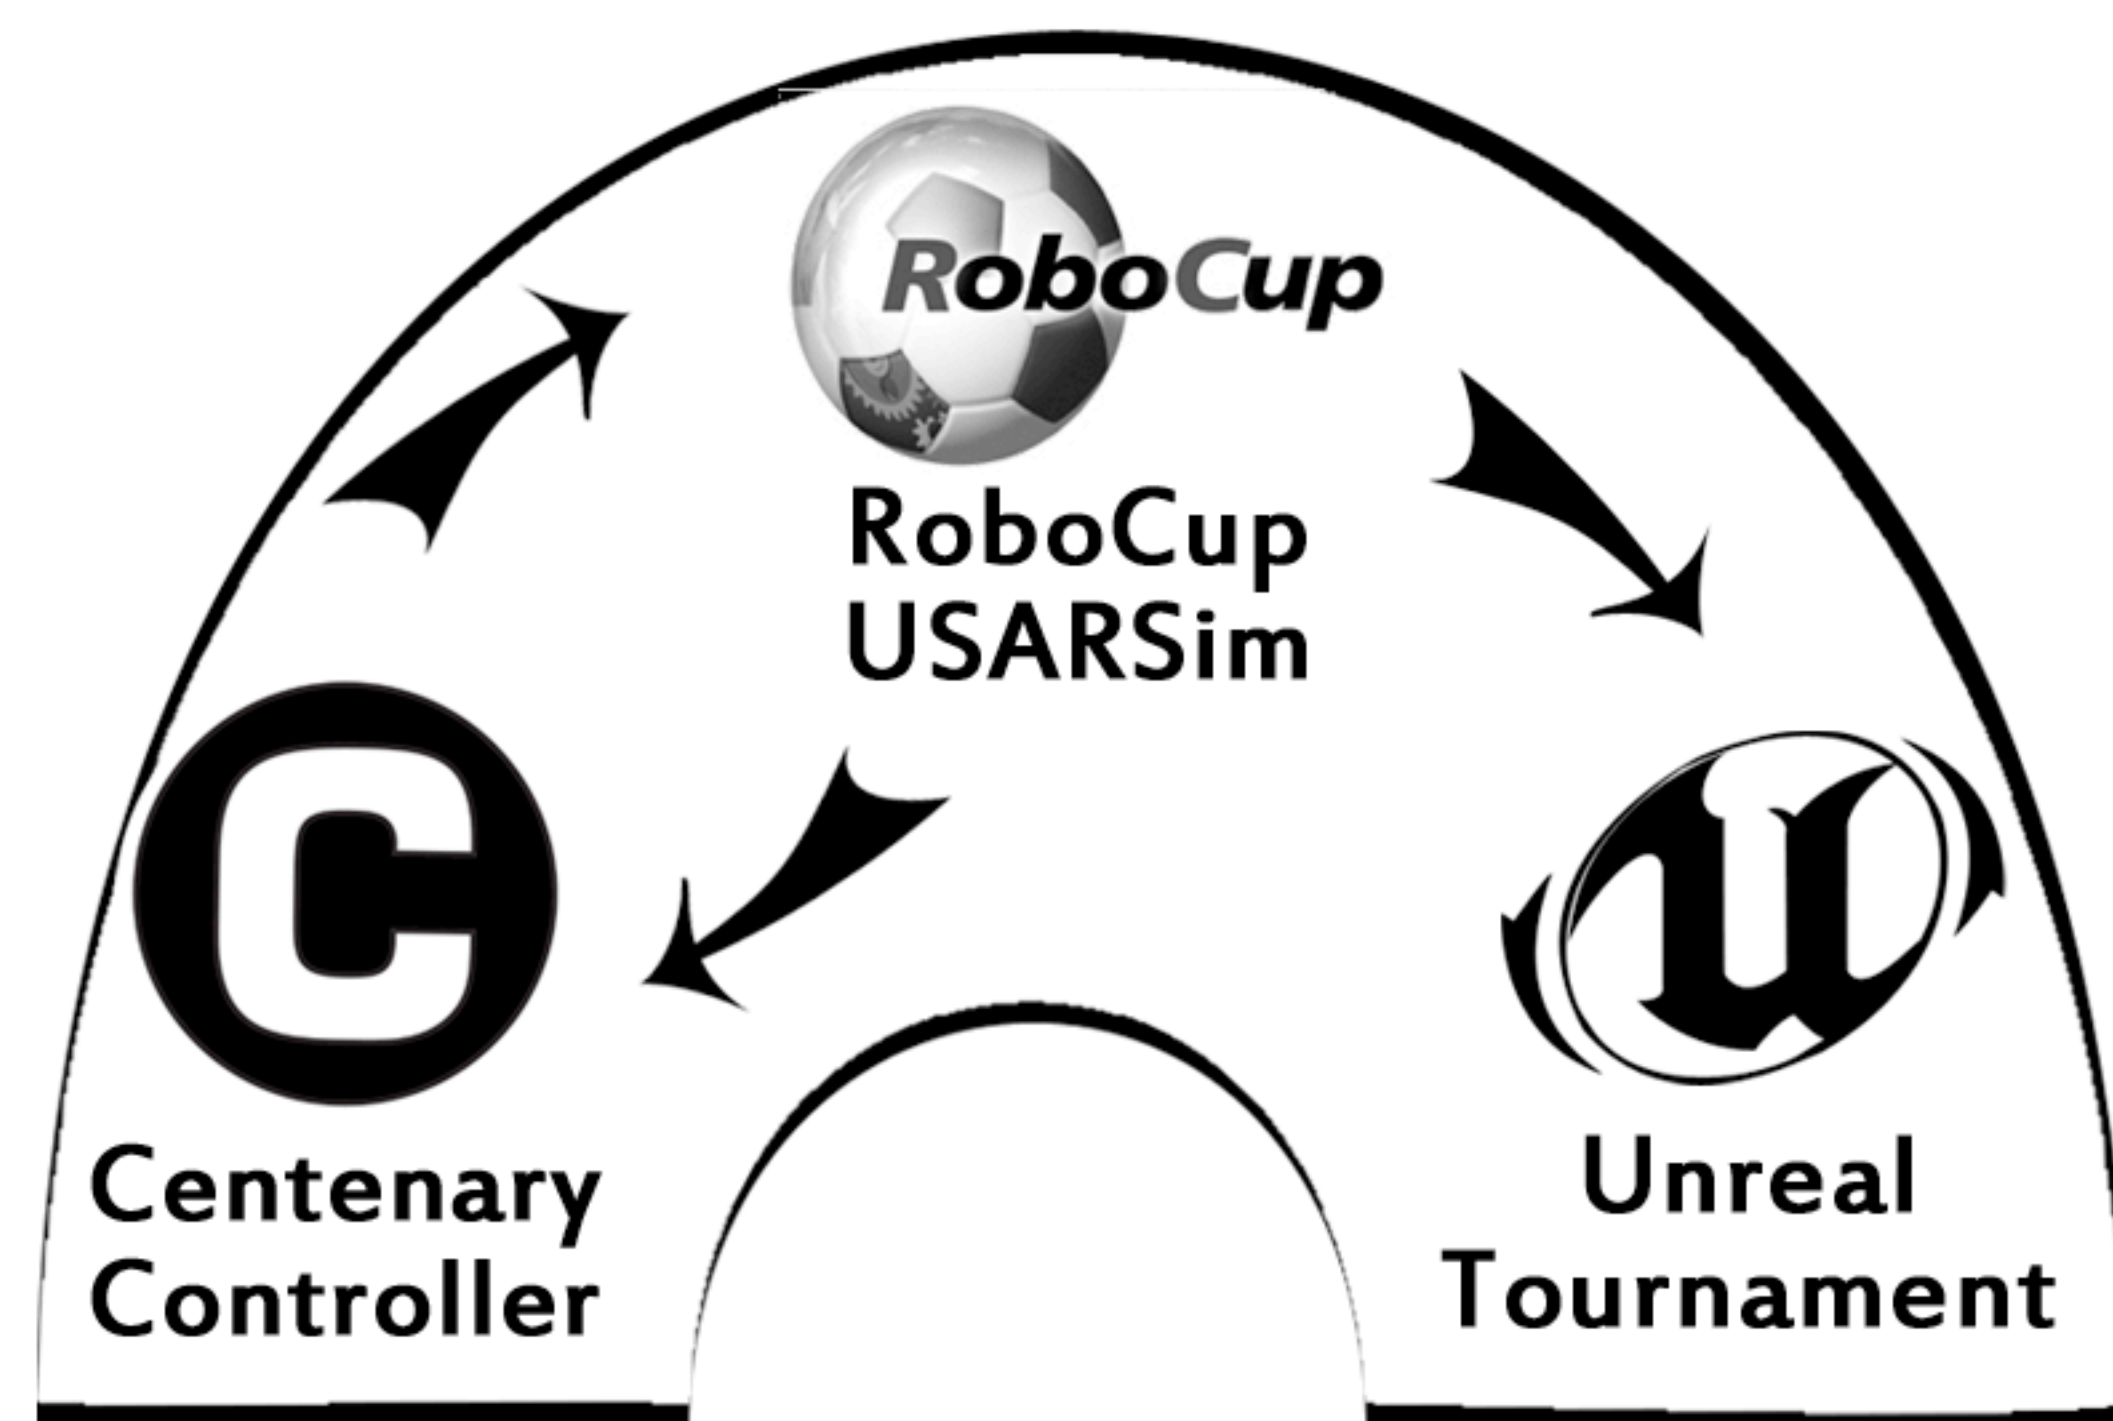 RoboCup
RoboCup
USARSim
C
Centenary
Controller
U
Unreal
Tournament